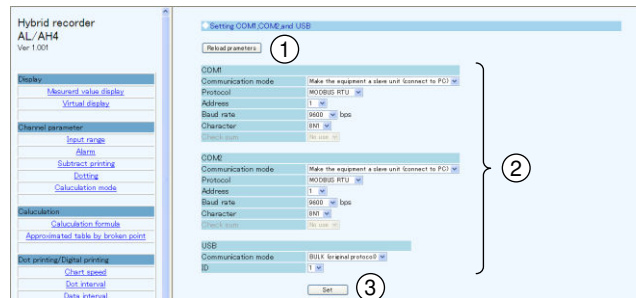 Hybrid recorder
AL/AH4
Ver 1.001
Display
Measurerd value display
Virtual display
Channel parameter
Input range
Alarm
Subtract printing
Dotting
Caluculation mode
Caluculation
Caluculation formula
Approximated table by broken point
Dot printing/Digital printing
Chart speed
Dot interval
Data interval
Setting COM1,COM2,and USB
Reload prameters
1
COM1
Communication mode Make the equipment a slave unit (connect to PC)
Protocol MODBUS RTU
Address 1
Baud rate 9600 bps
Character 8N1
Check sum No use
COM2
Communication mode Make the equipment a slave unit (connect to PC)
Protocol MODBUS RTU
Address 1
Baud rate 9600 bps
Character 8N1
Check sum No use
2
USB
Communication mode BULK (original protocol)
ID 1
Set
3